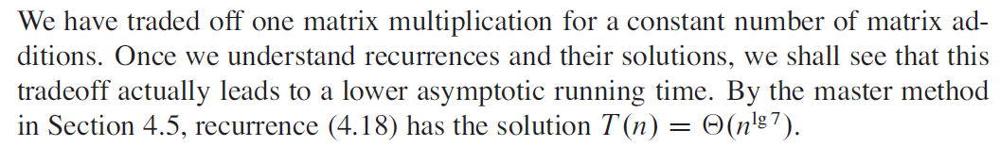 We have traded off one matrix multiplication for a constant number of matrix ad-
ditions. Once we understand recurrences and their solutions, we shall see that this
tradeoff actually leads to a lower asymptotic running time. By the master method
in Section 4.5, recurrence (4.18) has the solution T(n) = Θ(n^{lg 7}).